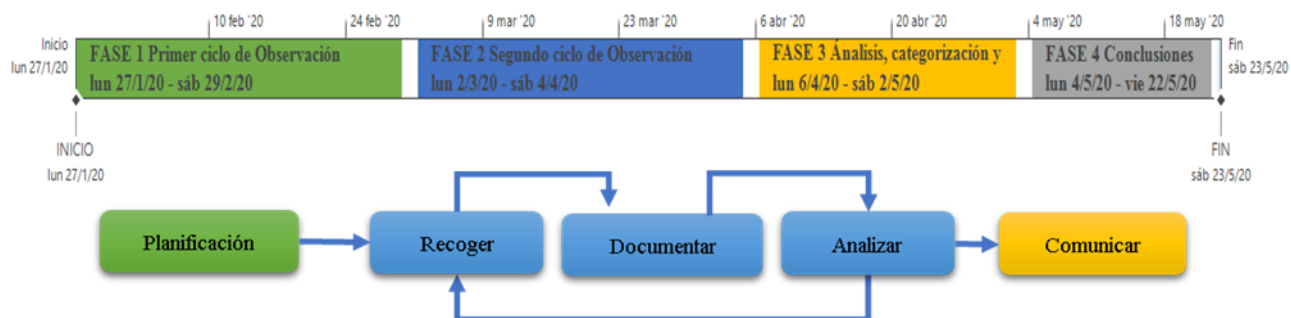 10 feb '20
24 feb '20
9 mar '20
23 mar '20
6 abr '20
20 abr '20
4 may '20
18 may '20
Inicio
lun 27/1/20
FASE 1 Primer ciclo de Observación
lun 27/1/20 - sáb 29/2/20
FASE 2 Segundo ciclo de Observación
lun 2/3/20 - sáb 4/4/20
FASE 3 Ánalisis, categorización y
lun 6/4/20 - sáb 2/5/20
FASE 4 Conclusiones
lun 4/5/20 - vie 22/5/20
Fin
sáb 23/5/20
INICIO
lun 27/1/20
FIN
sáb 23/5/20
Planificación
Recoger
Documentar
Analizar
Comunicar